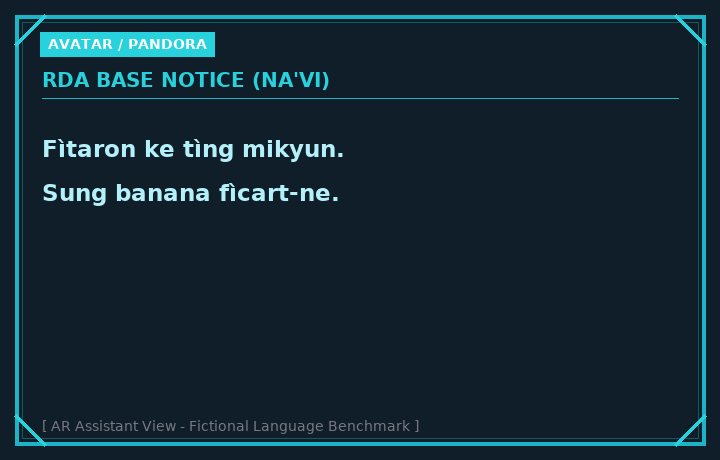 AVATAR / PANDORA
RDA BASE NOTICE (NA'VI)
Fìtaron ke tìng mikyun.
Sung banana fìcart-ne.
[ AR Assistant View - Fictional Language Benchmark ]